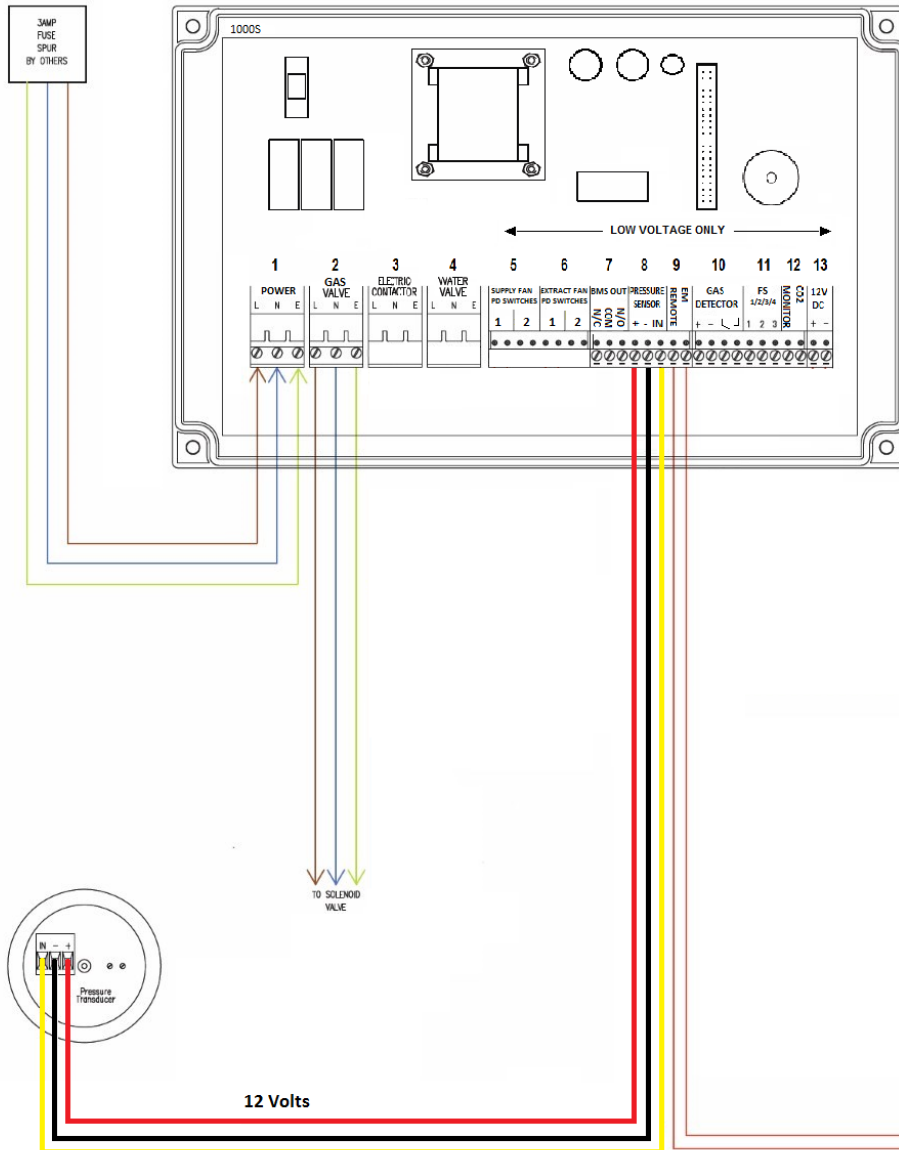 3AMP
FUSE
SPUR
BY OTHERS
1000S
LOW VOLTAGE ONLY
1 2 3 4 5 6 7 8 9 10 11 12 13
POWER
L N E
GAS
VALVE
L N E
ELECTRIC
CONTACTOR
L N E
WATER
VALVE
L N E
SUPPLY FAN
PD SWITCHES
1 2
EXTRACT FAN
PD SWITCHES
1 2
BMS OUT
N/C
COM
N/O
PRESSURE
SENSOR
+ - IN
REMOTE
EM
GAS
DETECTOR
+ -
FS
1/2/3/4
1 2 3
CO2
MONITOR
12V
DC
+ -
TO SOLENOID
VALVE
IN - +
Pressure
Transducer
12 Volts